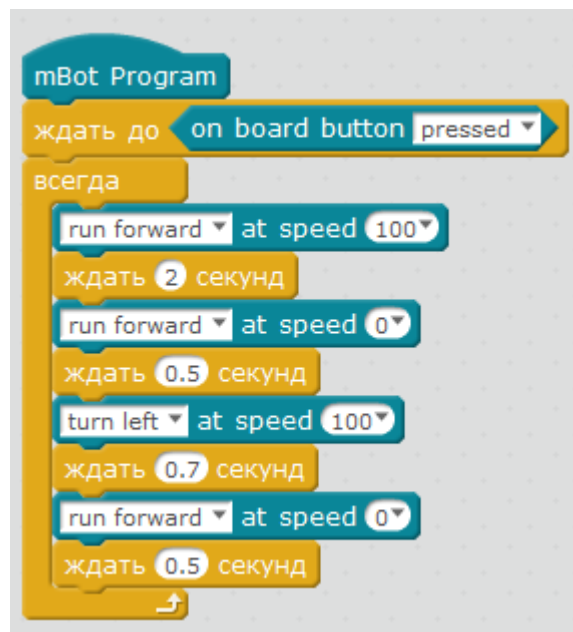 mBot Program
ждать до on board button pressed
всегда
run forward at speed 100
ждать 2 секунд
run forward at speed 0
ждать 0.5 секунд
turn left at speed 100
ждать 0.7 секунд
run forward at speed 0
ждать 0.5 секунд